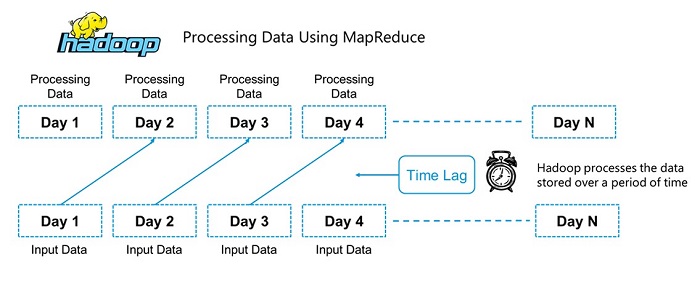 hadoop
Processing Data Using MapReduce
Processing Data
Processing Data
Processing Data
Processing Data
Day 1
Day 2
Day 3
Day 4
Day N
Time Lag
Hadoop processes the data
stored over a period of time
Day 1
Day 2
Day 3
Day 4
Day N
Input Data
Input Data
Input Data
Input Data